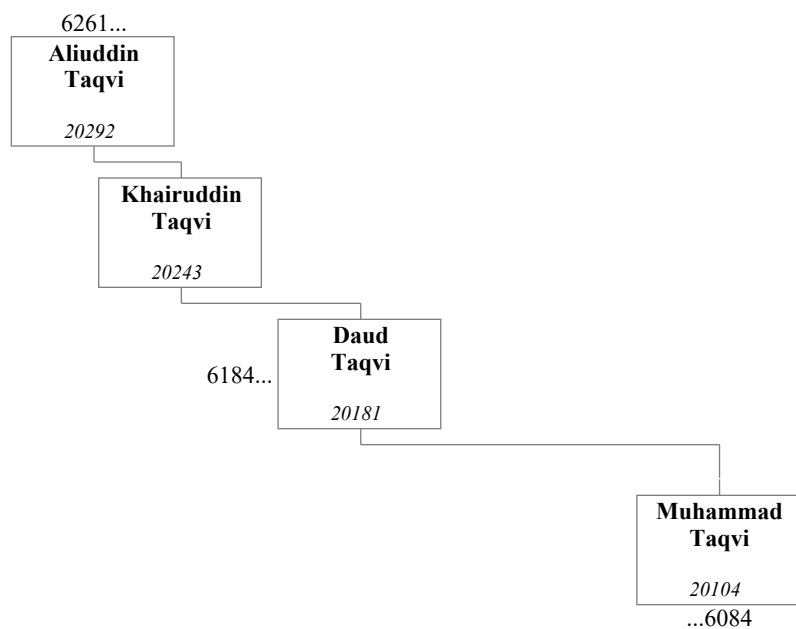 6261...
Aliuddin
Taqvi
20292
Khairuddin
Taqvi
20243
Daud
Taqvi
6184...
20181
Muhammad
Taqvi
20104
...6084